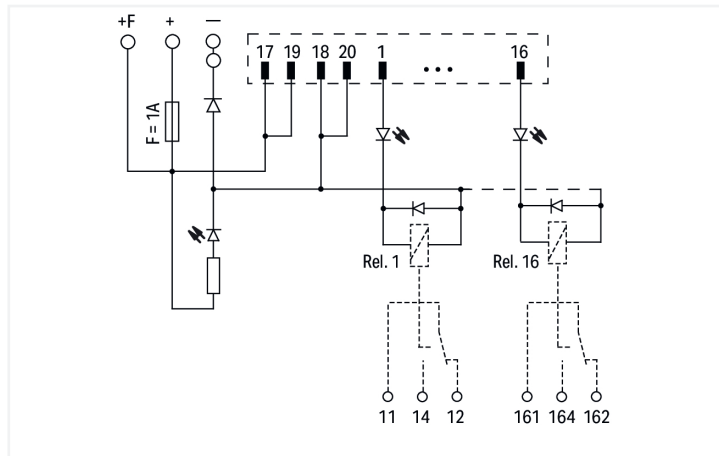 +F + –
17 19 18 20 1 ••• 16
F = 1A
Rel. 1 Rel. 16
11 14 12 161 164 162